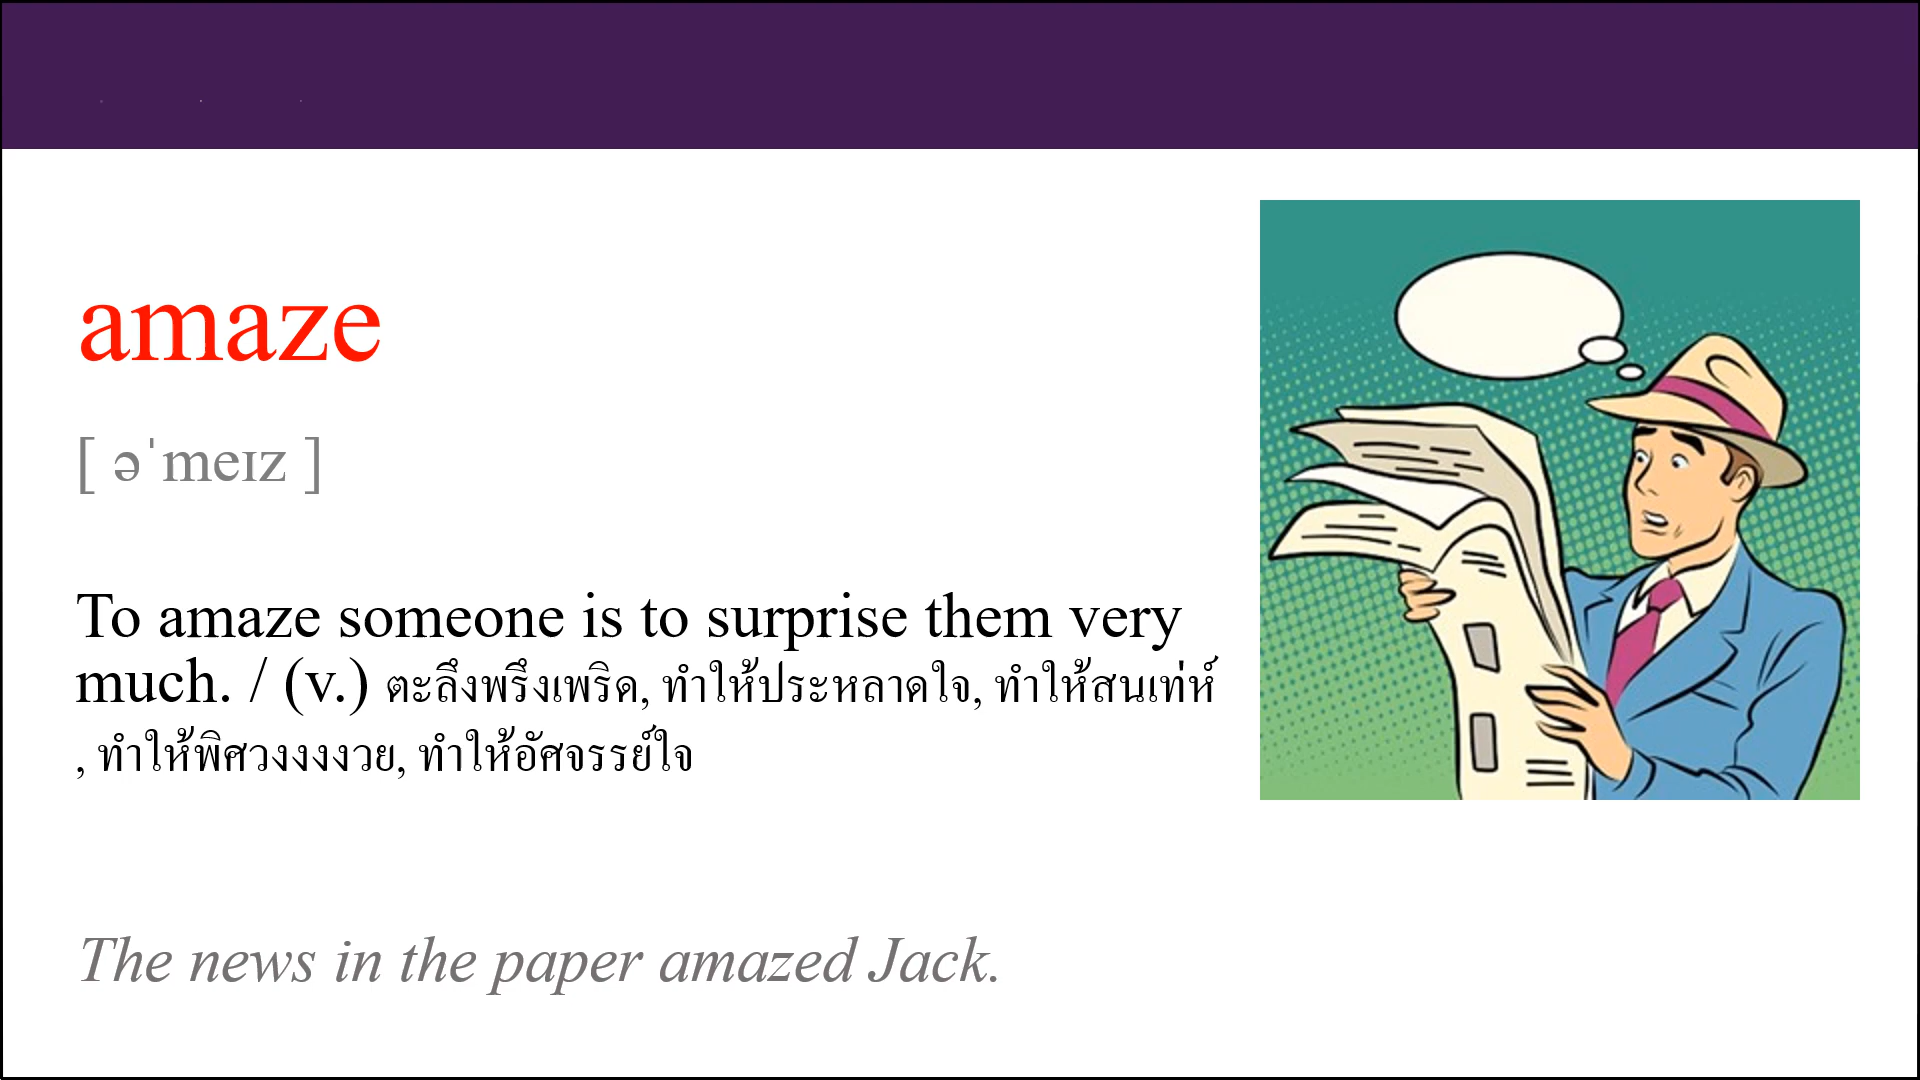 amaze
[ əˈmeɪz ]
To amaze someone is to surprise them very
much. / (v.) ตะลึงพรึงเพริด, ทำให้ประหลาดใจ, ทำให้สนเท่ห์
, ทำให้พิศวงงงงวย, ทำให้อัศจรรย์ใจ
The news in the paper amazed Jack.